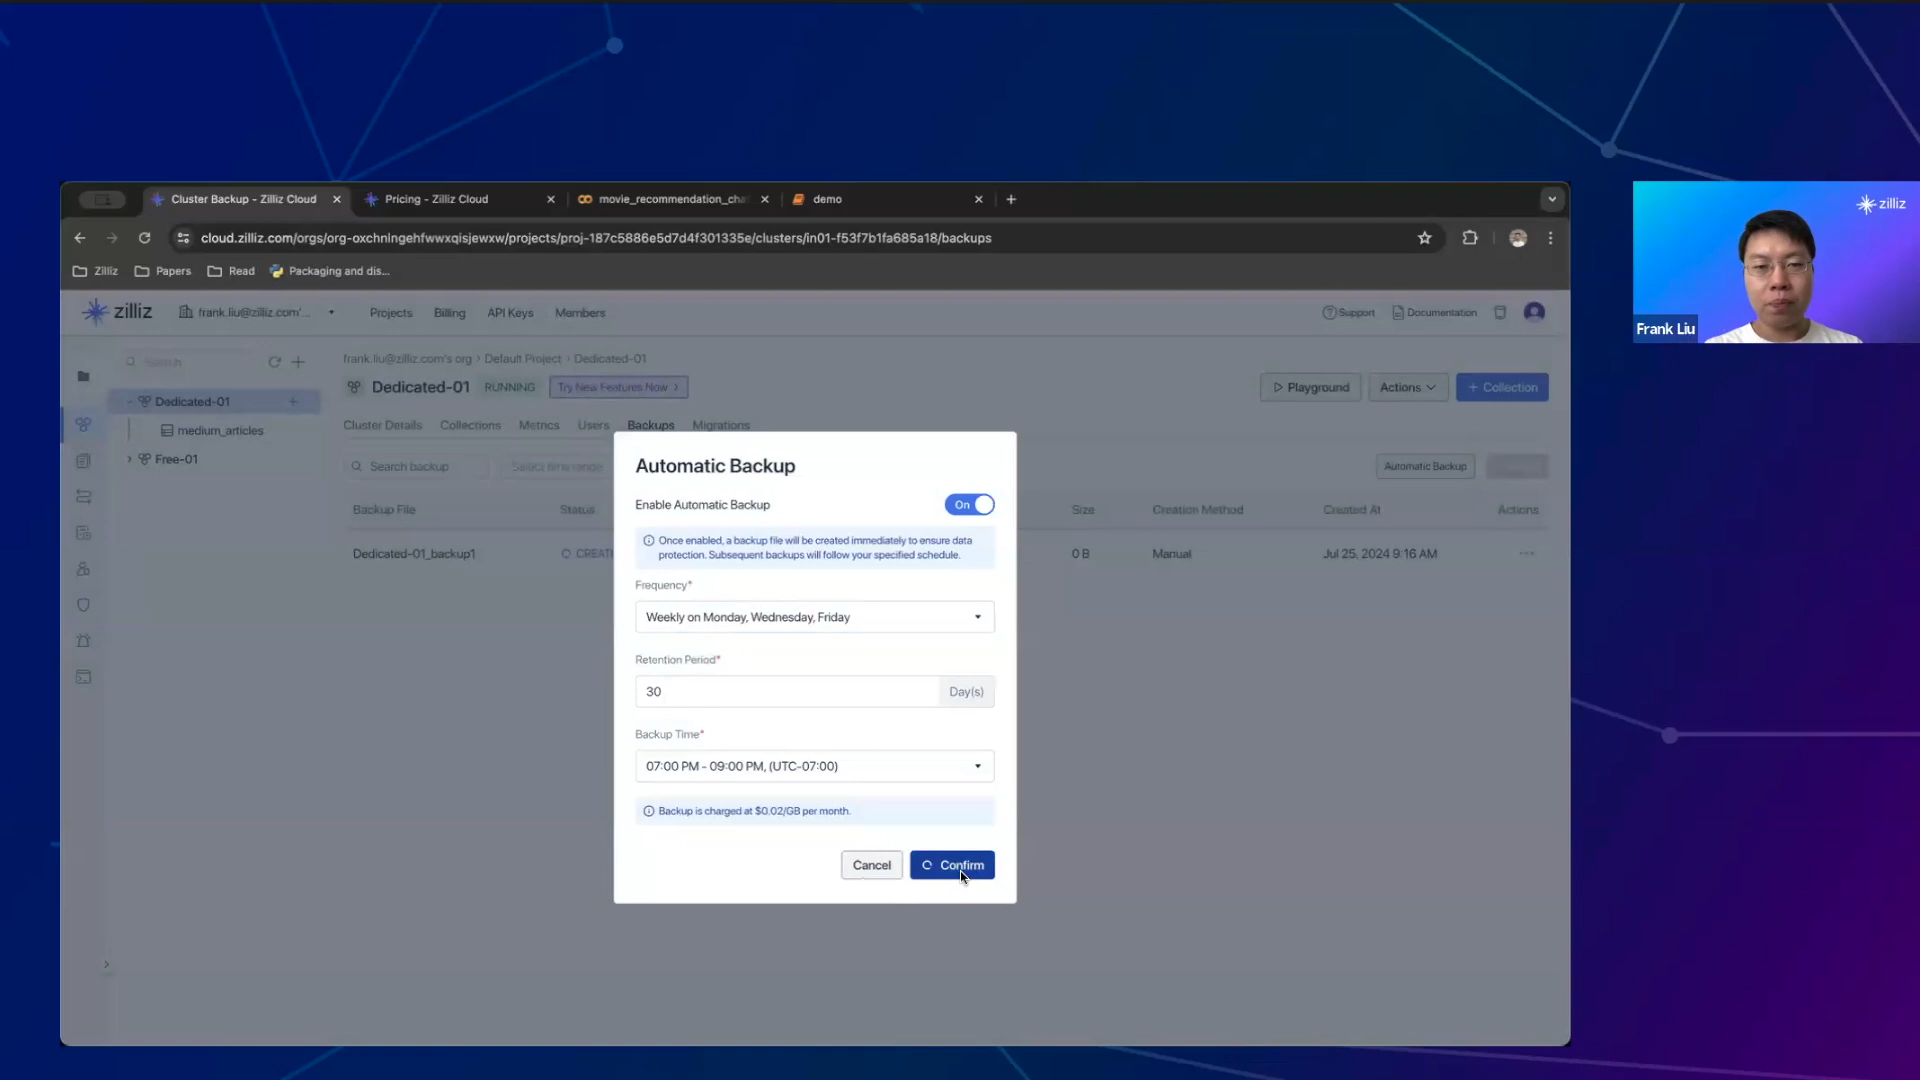 Cluster Backup - Zilliz Cloud
Pricing - Zilliz Cloud
movie_recommendation_cha
demo
cloud.zilliz.com/orgs/org-oxchnlngehfwwxqisjewxw/projects/proj-187c5886e5d7d4f301335e/clusters/in01-f53f7b1fa685a18/backups
Zilliz
Papers
Read
Packaging and dis...
zilliz
Frank Liu
zilliz
frank.liu@zilliz.com'...
Projects
Billing
API Keys
Members
Support
Documentation
Search
frank.liu@zilliz.com's org > Default Project > Dedicated-01
Dedicated-01
RUNNING
Try New Features Now >
Playground
Actions
+ Collection
Dedicated-01
medium_articles
Free-01
Cluster Details
Collections
Metrics
Users
Backups
Migrations
Search backup
Select time range
Automatic Backup
Backup File
Status
Size
Creation Method
Created At
Actions
Dedicated-01_backup1
CREATI
0 B
Manual
Jul 25, 2024 9:16 AM
Automatic Backup
Enable Automatic Backup
On
Once enabled, a backup file will be created immediately to ensure data
protection. Subsequent backups will follow your specified schedule.
Frequency*
Weekly on Monday, Wednesday, Friday
Retention Period*
30
Day(s)
Backup Time*
07:00 PM - 09:00 PM, (UTC-07:00)
Backup is charged at $0.02/GB per month.
Cancel
Confirm